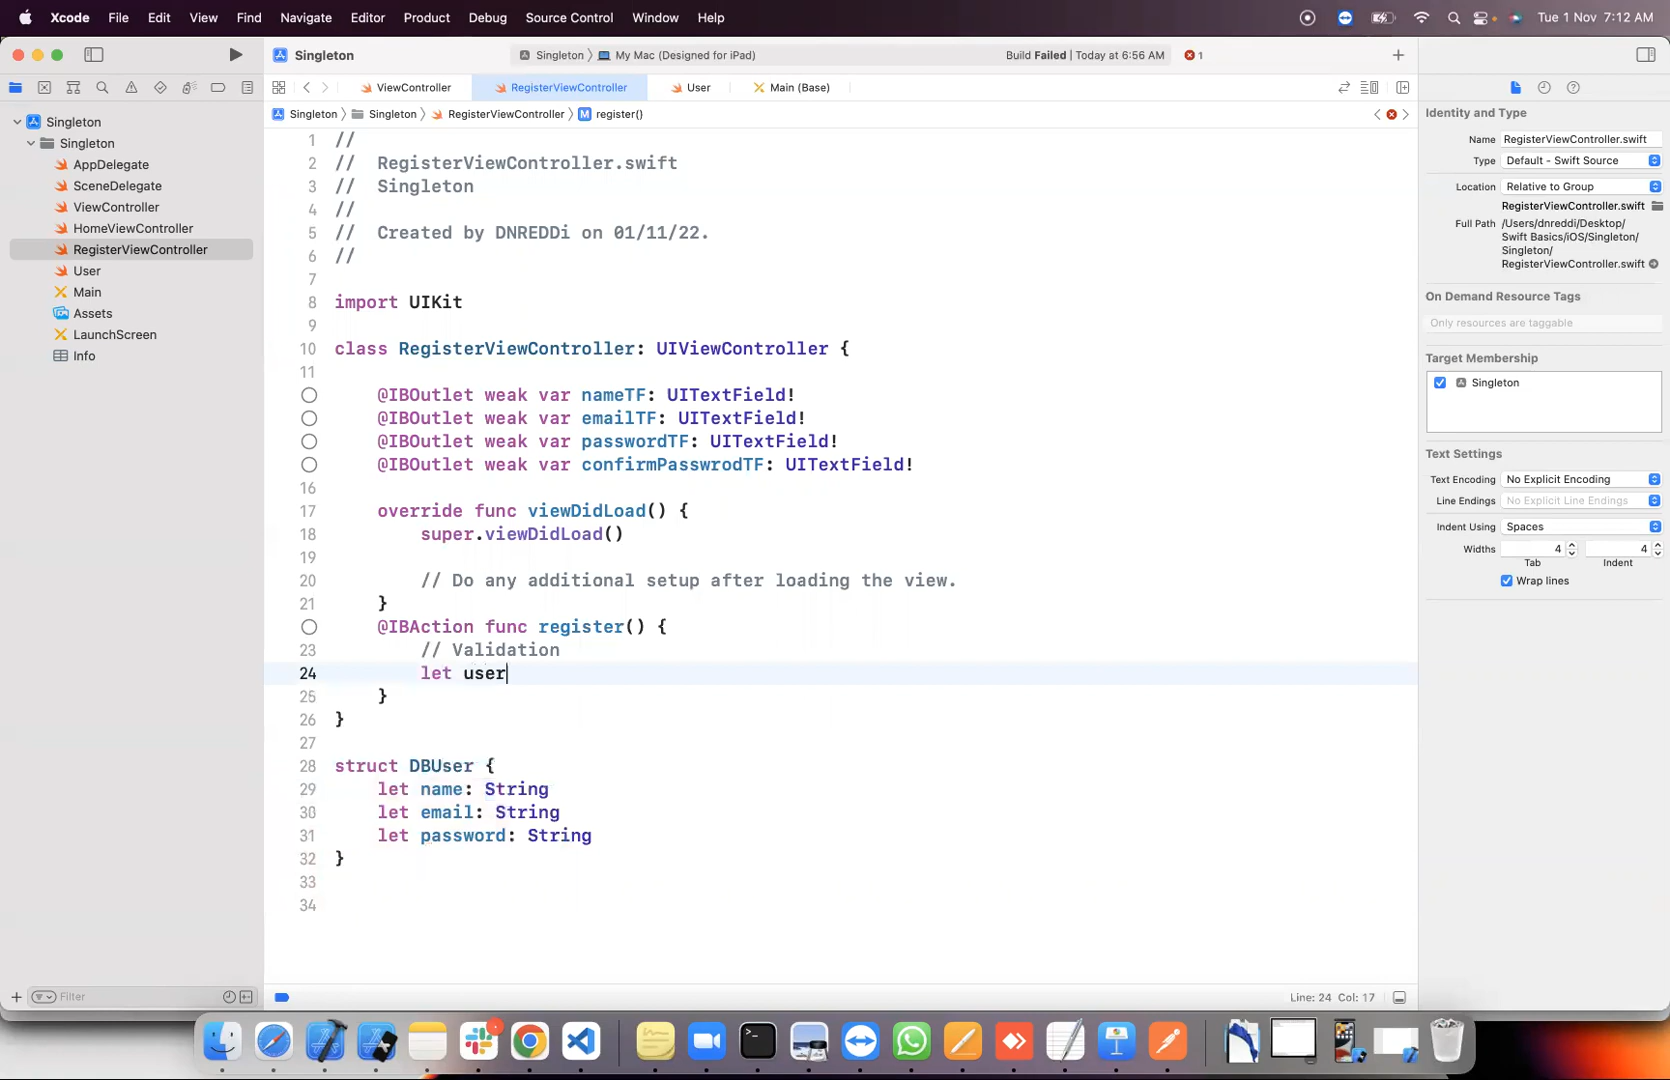 Xcode File Edit View Find Navigate Editor Product Debug Source Control Window Help Tue 1 Nov 7:12 AM
Singleton Singleton My Mac (Designed for iPad) Build Failed | Today at 6:56 AM 1
ViewController RegisterViewController User Main (Base)
Singleton Singleton RegisterViewController M register()
Singleton
Singleton
AppDelegate
SceneDelegate
ViewController
HomeViewController
RegisterViewController
User
Main
Assets
LaunchScreen
Info
Filter
1 //
2 // RegisterViewController.swift
3 // Singleton
4 //
5 // Created by DNREDDi on 01/11/22.
6 //
7
8 import UIKit
9
10 class RegisterViewController: UIViewController {
11
@IBOutlet weak var nameTF: UITextField!
@IBOutlet weak var emailTF: UITextField!
@IBOutlet weak var passwordTF: UITextField!
@IBOutlet weak var confirmPasswrodTF: UITextField!
16
17 override func viewDidLoad() {
18 super.viewDidLoad()
19
20 // Do any additional setup after loading the view.
21 }
@IBAction func register() {
23 // Validation
24 let user
25 }
26 }
27
28 struct DBUser {
29 let name: String
30 let email: String
31 let password: String
32 }
33
34
Line: 24 Col: 17
Identity and Type
Name RegisterViewController.swift
Type Default - Swift Source
Location Relative to Group
RegisterViewController.swift
Full Path /Users/dnreddi/Desktop/
Swift Basics/iOS/Singleton/
Singleton/
RegisterViewController.swift
On Demand Resource Tags
Only resources are taggable
Target Membership
Singleton
Text Settings
Text Encoding No Explicit Encoding
Line Endings No Explicit Line Endings
Indent Using Spaces
Widths 4 4
Tab Indent
Wrap lines